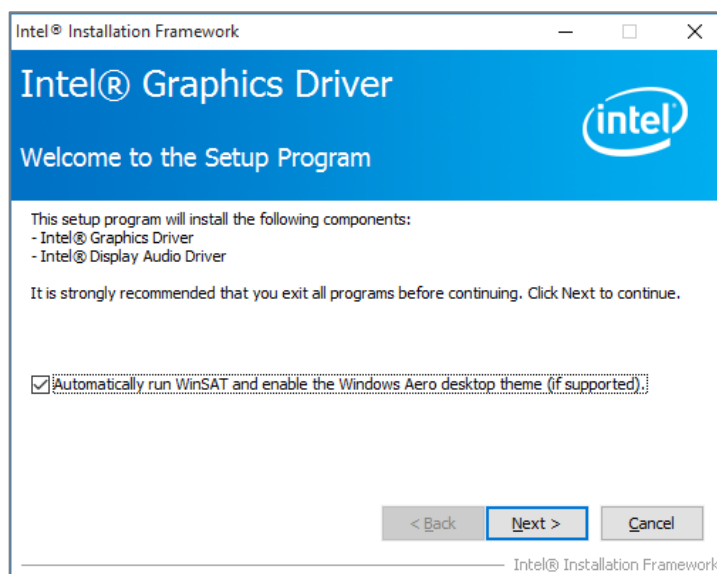 Intel® Installation Framework
Intel® Graphics Driver
intel
Welcome to the Setup Program
This setup program will install the following components:
- Intel® Graphics Driver
- Intel® Display Audio Driver
It is strongly recommended that you exit all programs before continuing. Click Next to continue.
Automatically run WinSAT and enable the Windows Aero desktop theme (if supported).
< Back Next > Cancel
Intel® Installation Framework